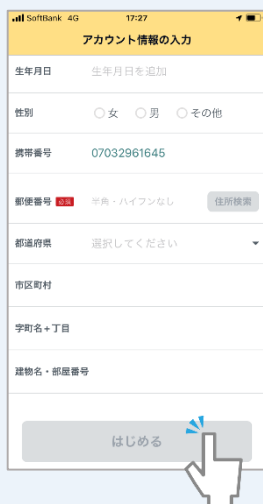 SoftBank 4G 17:27
アカウント情報の入力
生年月日 生年月日を追加
性別 女 男 その他
携帯番号 07032961645
郵便番号 必須 半角・ハイフンなし 住所検索
都道府県 選択してください
市区町村
字町名+丁目
建物名・部屋番号
はじめる